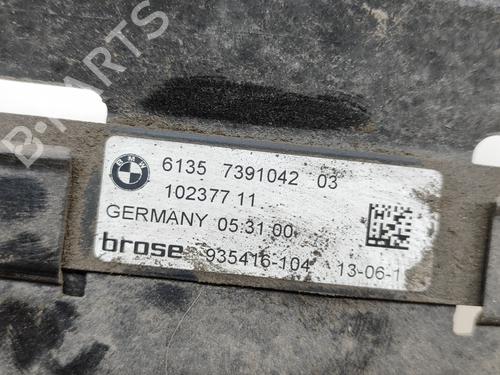 B-PARTS
BMW
6135 7391042 03
102377 11
GERMANY 05.31 00
brose 935416-104 13-06-1